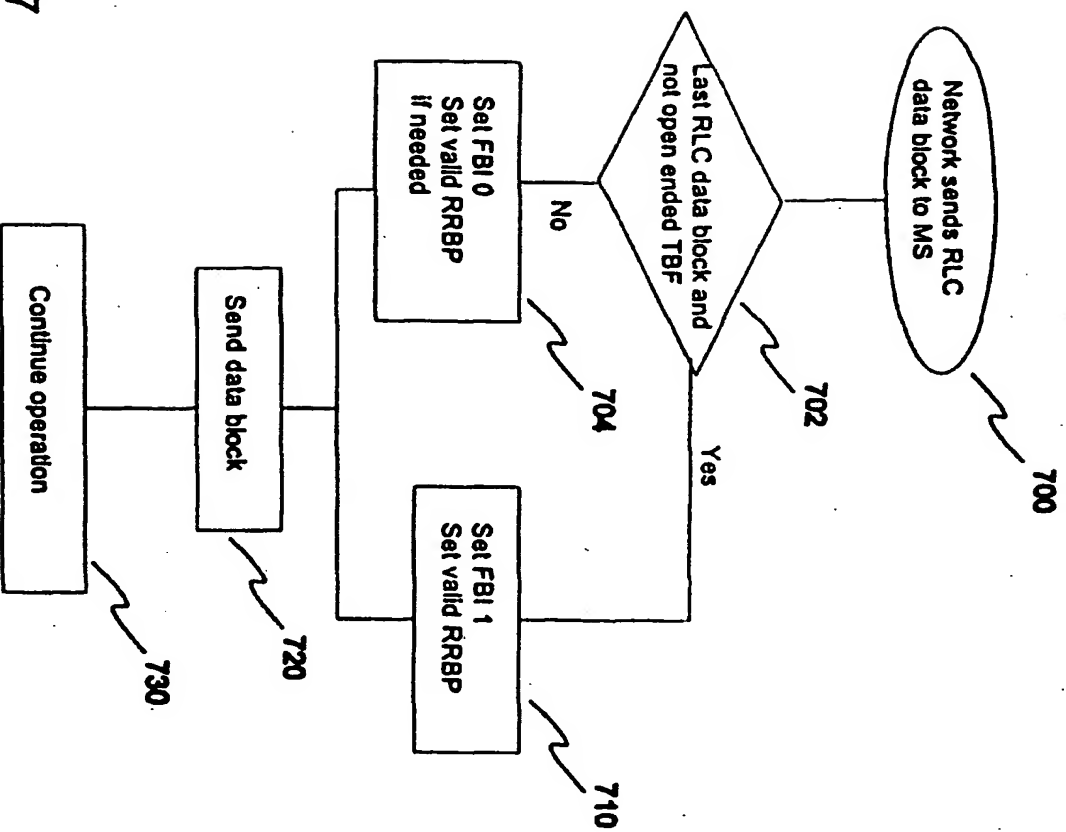 Network sends RLC
data block to MS
700
Last RLC data block and
not open ended TBF
702
Yes
No
Set FBI 0
Set valid RRBP
if needed
704
Set FBI 1
Set valid RRBP
710
Send data block
720
Continue operation
730
7